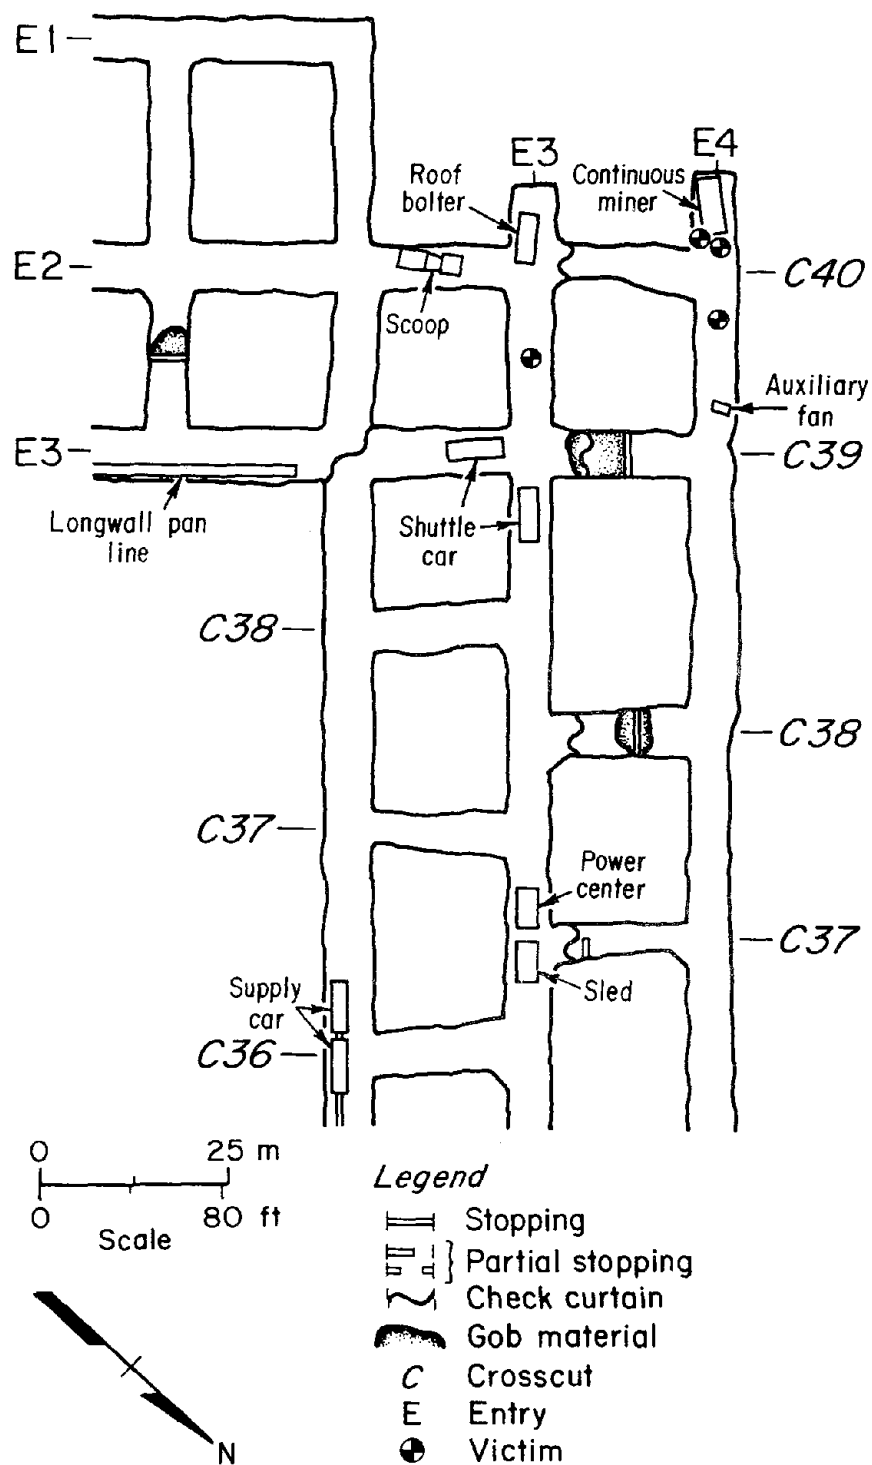 E1
E3
E4
Roof
bolter
Continuous
miner
E2
C40
Scoop
Auxiliary
fan
E3
C39
Longwall pan
line
Shuttle
car
C38
C38
C37
Power
center
C37
Sled
Supply
car
C36
0 25 m
0 80 ft
Scale
N
Legend
Stopping
Partial stopping
Check curtain
Gob material
C Crosscut
E Entry
Victim